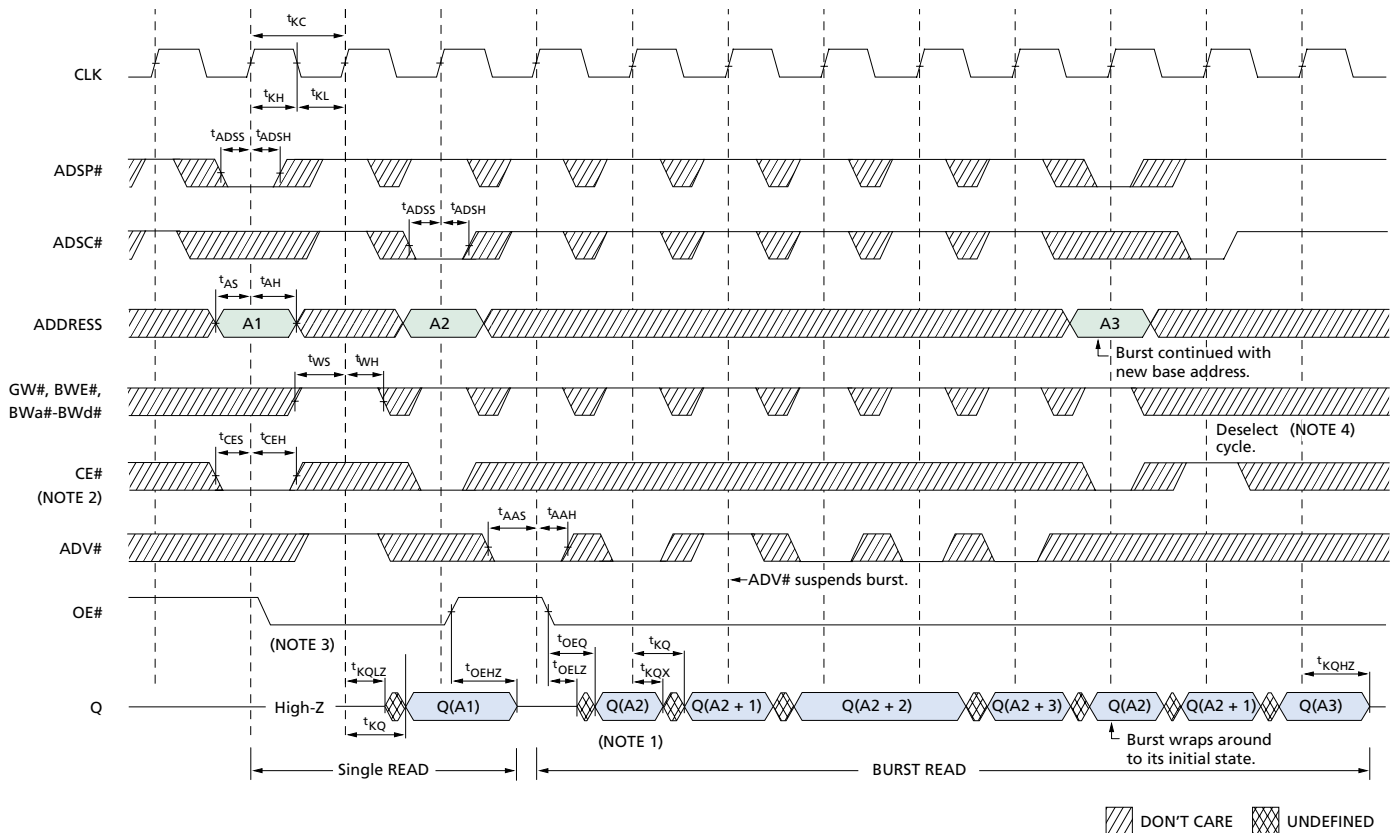 tKC
CLK
tKH tKL
tADSS tADSH
ADSP#
tADSS tADSH
ADSC#
tAS tAH
ADDRESS A1 A2 A3
Burst continued with
new base address.
tWS tWH
GW#, BWE#,
BWa#-BWd#
Deselect (NOTE 4)
cycle.
tCES tCEH
CE#
(NOTE 2)
tAAS tAAH
ADV#
ADV# suspends burst.
OE#
(NOTE 3)
tKQLZ tOEHZ tOEQ tOELZ tKQ tKQX tKQHZ
Q High-Z Q(A1) Q(A2) Q(A2 + 1) Q(A2 + 2) Q(A2 + 3) Q(A2) Q(A2 + 1) Q(A3)
tKQ
(NOTE 1)
Burst wraps around
to its initial state.
Single READ BURST READ
DON'T CARE UNDEFINED